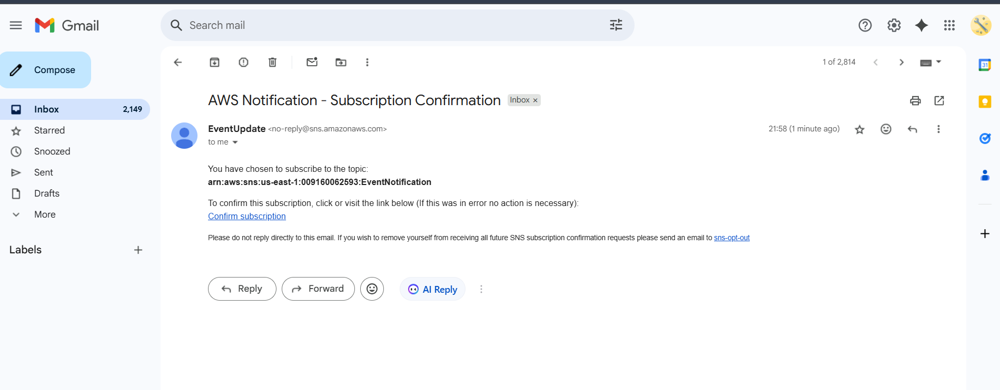 Gmail
Search mail
Compose
1 of 2,814
31
AWS Notification - Subscription Confirmation
Inbox ×
Inbox 2,149
Starred
Snoozed
Sent
Drafts
More
Labels
EventUpdate <no-reply@sns.amazonaws.com>
21:58 (1 minute ago)
to me
You have chosen to subscribe to the topic:
arn:aws:sns:us-east-1:009160062593:EventNotification
To confirm this subscription, click or visit the link below (If this was in error no action is necessary):
Confirm subscription
Please do not reply directly to this email. If you wish to remove yourself from receiving all future SNS subscription confirmation requests please send an email to sns-opt-out
Reply
Forward
AI Reply